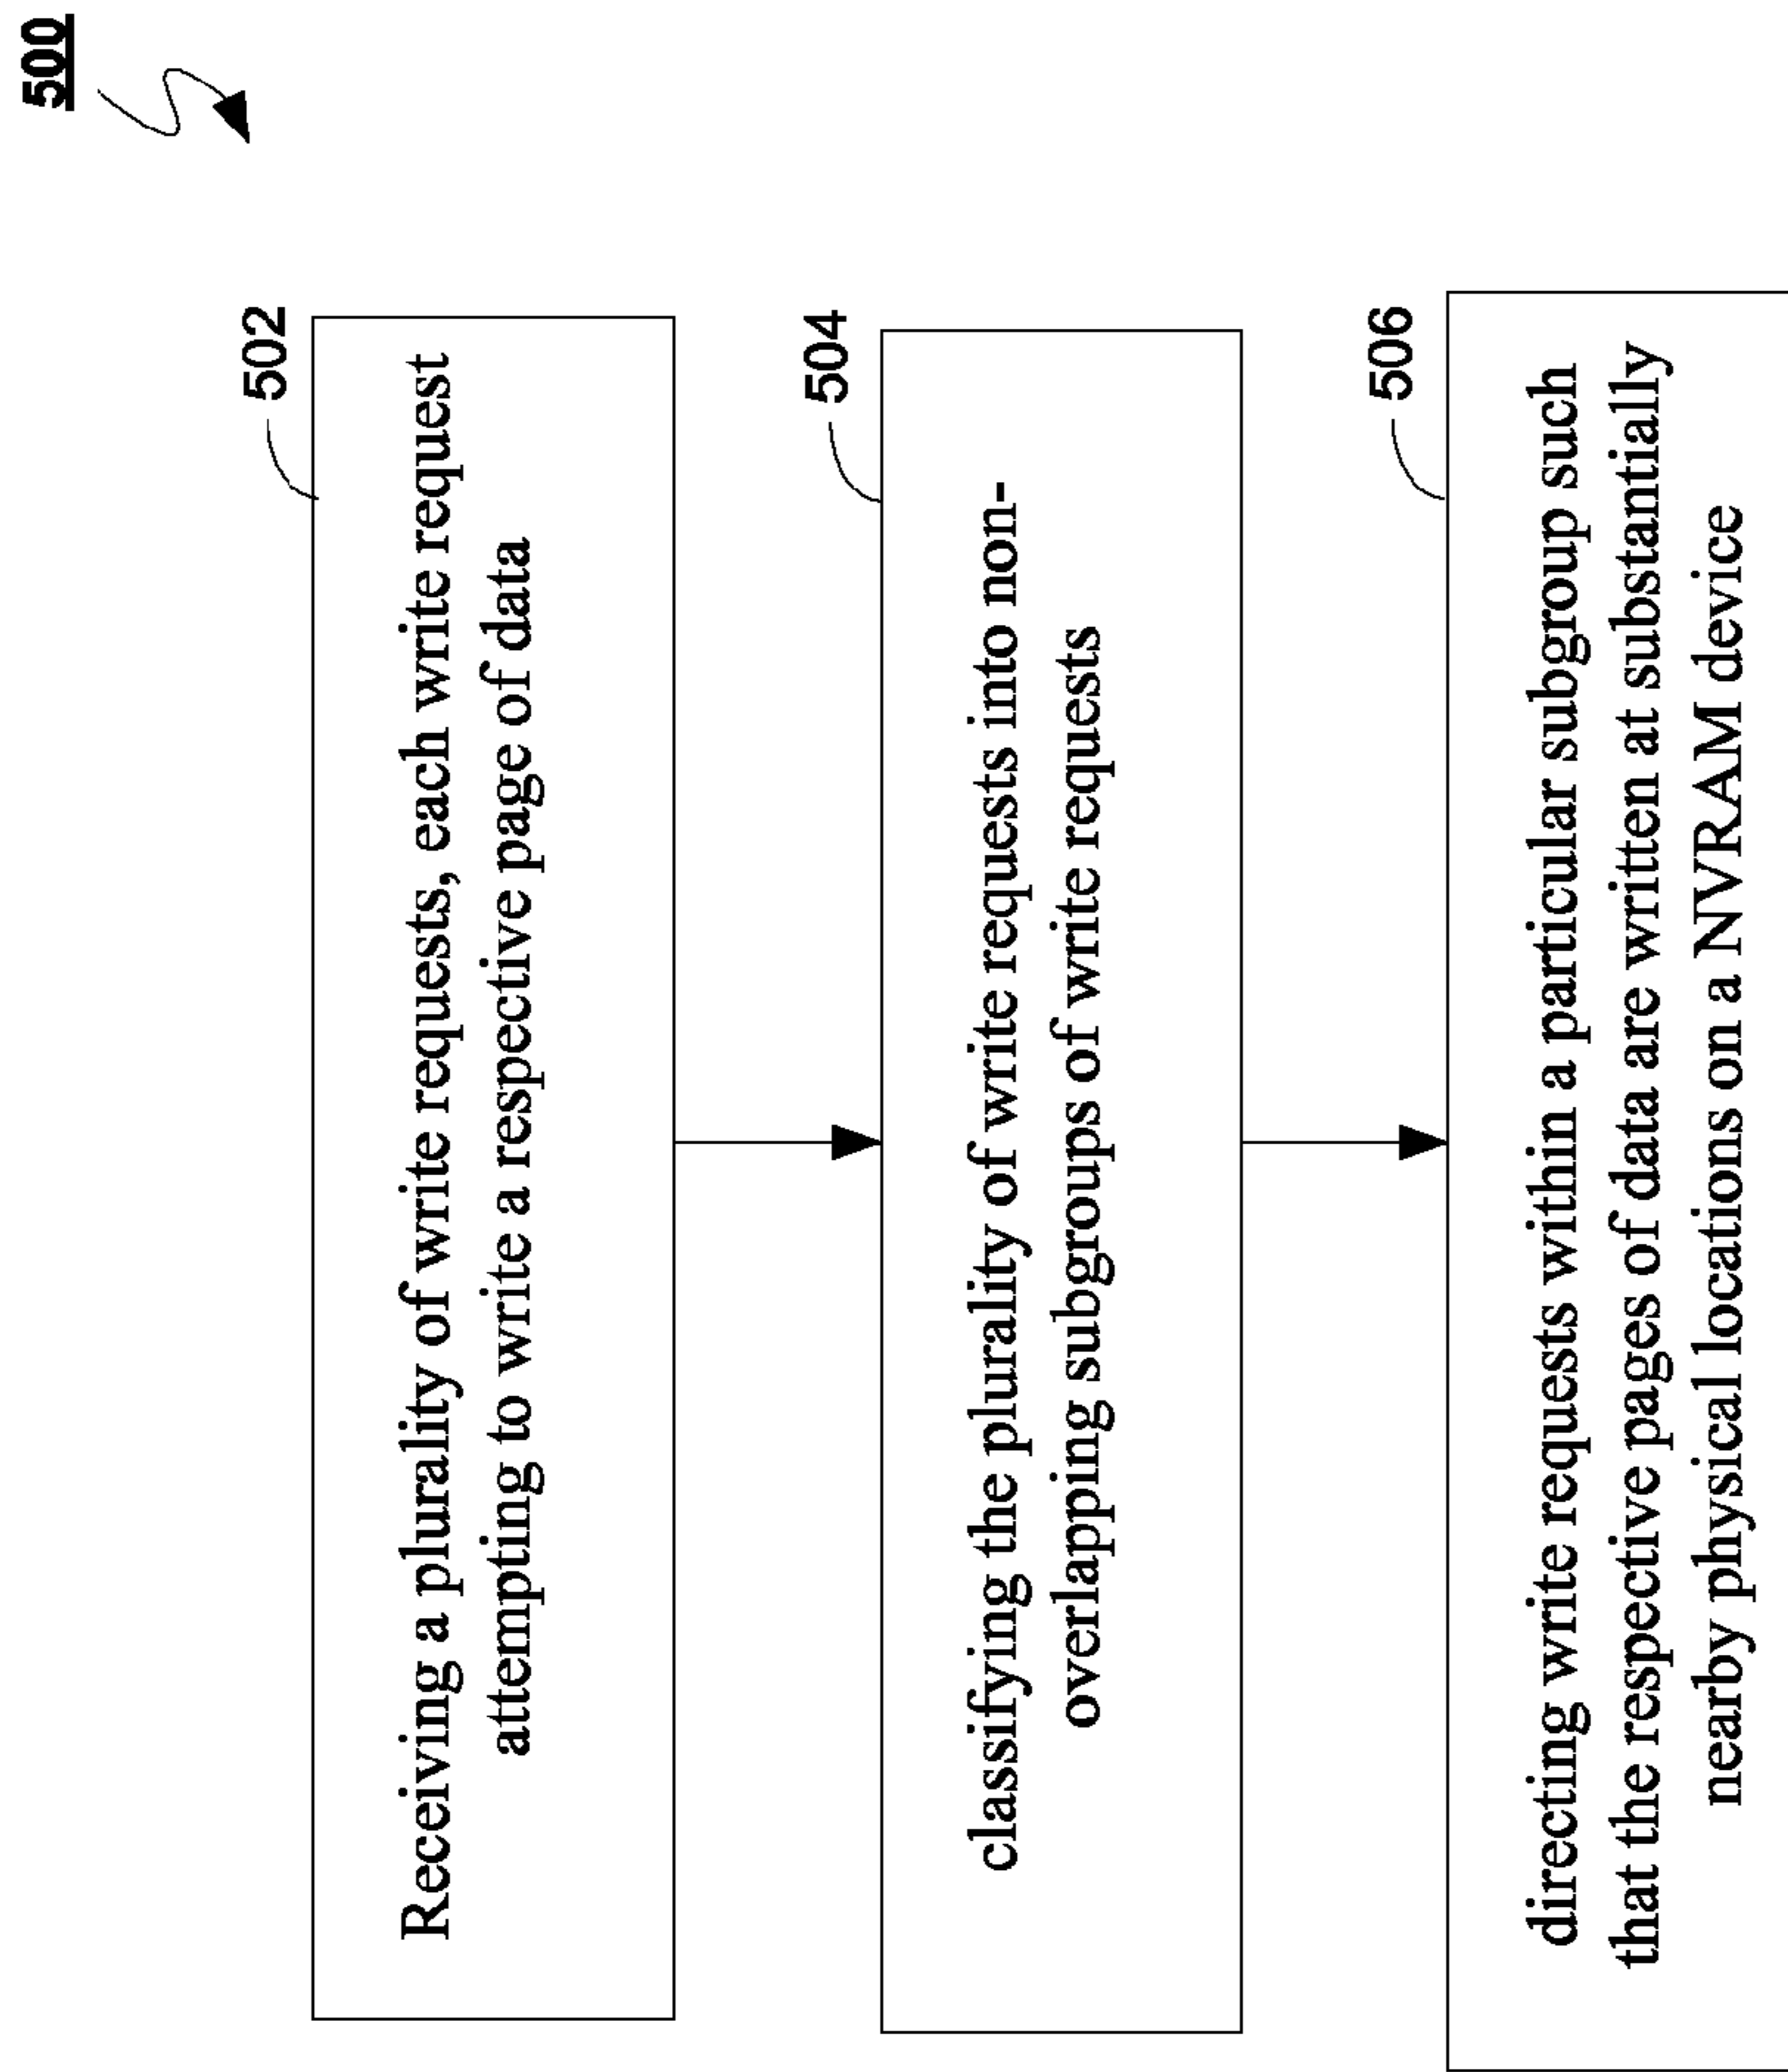 500
502
Receiving a plurality of write requests, each write request
attempting to write a respective page of data
504
classifying the plurality of write requests into non-
overlapping subgroups of write requests
506
directing write requests within a particular subgroup such
that the respective pages of data are written at substantially
nearby physical locations on a NVRAM device